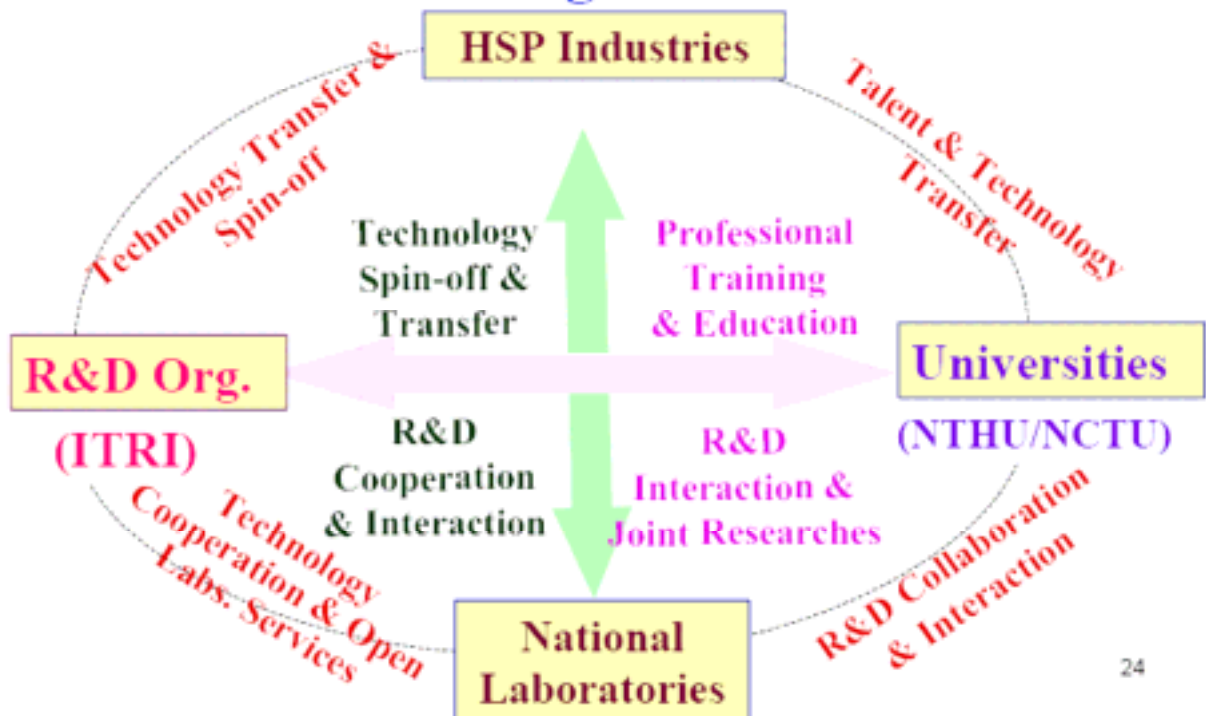 HSP Industries
Technology Transfer &
Spin-off
Talent & Technology
Transfer
Technology
Spin-off &
Transfer
Professional
Training
& Education
R&D Org.
(ITRI)
Universities
(NTHU/NCTU)
R&D
Cooperation
& Interaction
R&D
Interaction &
Joint Researches
Technology
Cooperation & Open
Labs. Services
R&D Collaboration
& Interaction
National
Laboratories
24